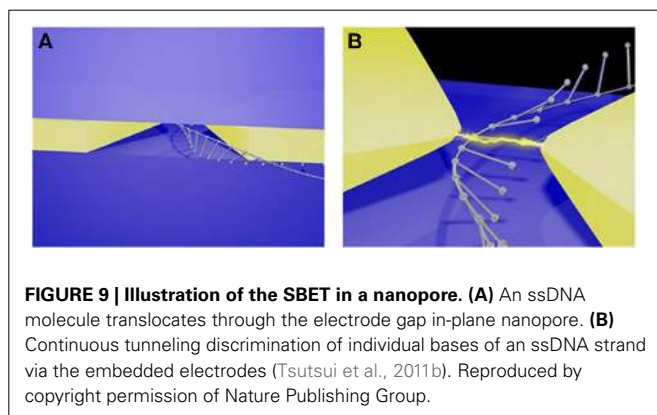 A
B
FIGURE 9 | Illustration of the SBET in a nanopore. (A) An ssDNA
molecule translocates through the electrode gap in-plane nanopore. (B)
Continuous tunneling discrimination of individual bases of an ssDNA strand
via the embedded electrodes (Tsutsui et al., 2011b). Reproduced by
copyright permission of Nature Publishing Group.